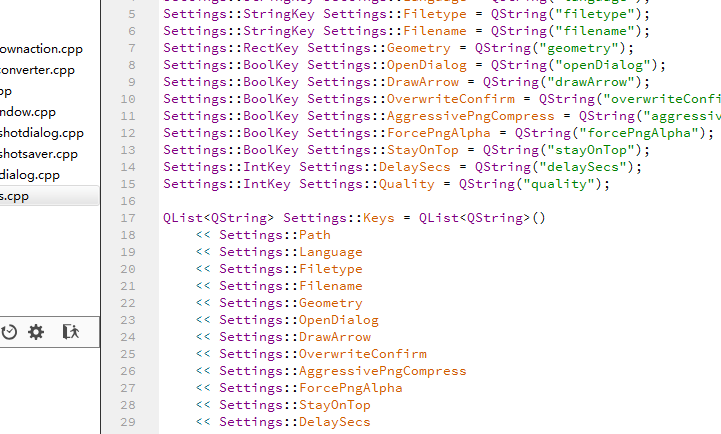 ownaction.cpp
converter.cpp
pp
ndow.cpp
shotdialog.cpp
shotsaver.cpp
dialog.cpp
s.cpp
5 Settings::StringKey Settings::Filetype = QString("filetype");
6 Settings::StringKey Settings::Filename = QString("filename");
7 Settings::RectKey Settings::Geometry = QString("geometry");
8 Settings::BoolKey Settings::OpenDialog = QString("openDialog");
9 Settings::BoolKey Settings::DrawArrow = QString("drawArrow");
10 Settings::BoolKey Settings::OverwriteConfirm = QString("overwriteConfi
11 Settings::BoolKey Settings::AggressivePngCompress = QString("aggressiv
12 Settings::BoolKey Settings::ForcePngAlpha = QString("forcePngAlpha");
13 Settings::BoolKey Settings::StayOnTop = QString("stayOnTop");
14 Settings::IntKey Settings::DelaySecs = QString("delaySecs");
15 Settings::IntKey Settings::Quality = QString("quality");
16
17 QList<QString> Settings::Keys = QList<QString>()
18 << Settings::Path
19 << Settings::Language
20 << Settings::Filetype
21 << Settings::Filename
22 << Settings::Geometry
23 << Settings::OpenDialog
24 << Settings::DrawArrow
25 << Settings::OverwriteConfirm
26 << Settings::AggressivePngCompress
27 << Settings::ForcePngAlpha
28 << Settings::StayOnTop
29 << Settings::DelaySecs